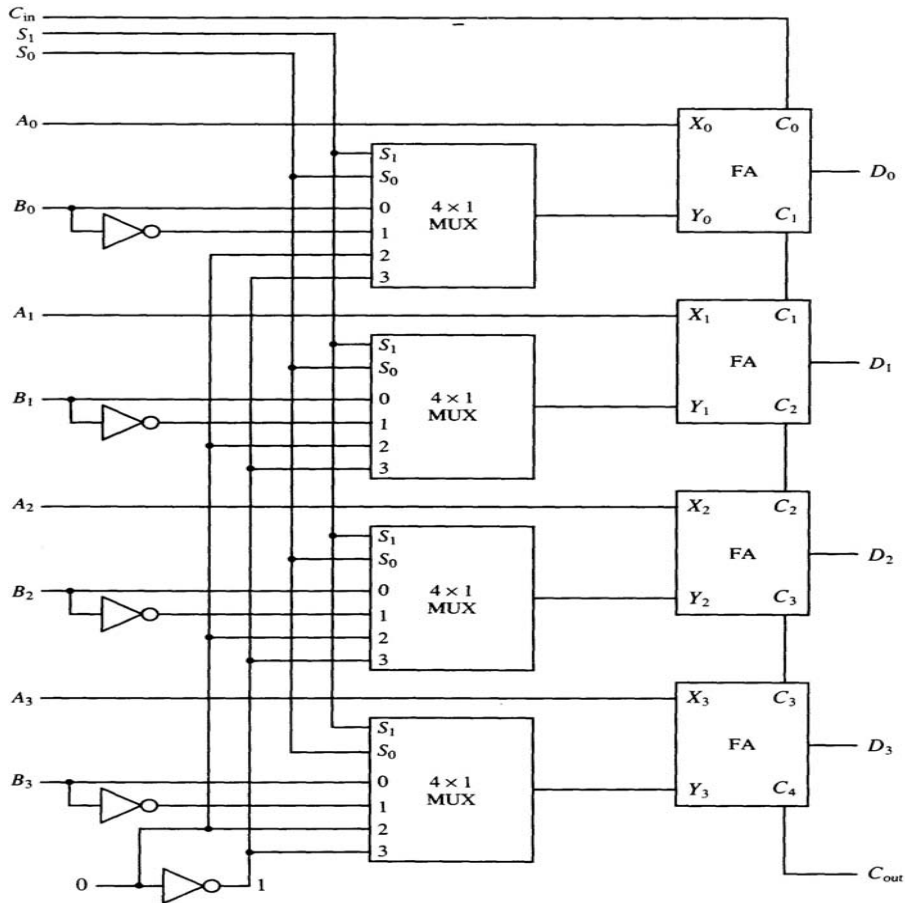 Cin
S1
S0
A0
X0 C0
S1
S0
FA
D0
B0
0
4 × 1
MUX
1
Y0 C1
2
3
A1
X1 C1
S1
S0
FA
D1
B1
0
4 × 1
MUX
1
Y1 C2
2
3
A2
X2 C2
S1
S0
FA
D2
B2
0
4 × 1
MUX
1
Y2 C3
2
3
A3
X3 C3
S1
S0
FA
D3
B3
0
4 × 1
MUX
1
Y3 C4
2
3
0
1
Cout